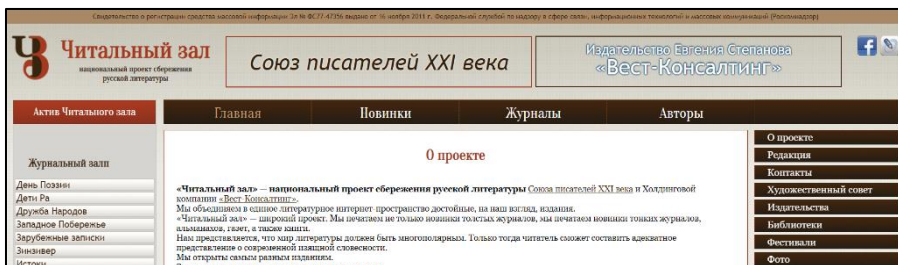 Свидетельство о регистрации средства массовой информации Эл № ФС77-47356 выдано от 16 ноября 2011 г. Федеральной службой по надзору в сфере связи, информационных технологий и массовых коммуникаций (Роскомнадзор)
Читальный зал
национальный проект сбережения
русской литературы
Союз писателей XXI века
Издательство Евгения Степанова
«Вест-Консалтинг»
Актив Читального зала
Главная
Новинки
Журналы
Авторы
Журнальный залп
День Поэзии
Дети Ра
Дружба Народов
Западное Побережье
Зарубежные записки
Зинзивер
Истоки
О проекте
«Читальный зал» — национальный проект сбережения русской литературы Союза писателей XXI века и Холдинговой
компании «Вест-Консалтинг».
Мы объединяем в единое литературное интернет-пространство достойные, на наш взгляд, издания.
«Читальный зал» — широкий проект. Мы печатаем не только новинки толстых журналов, мы печатаем новинки тонких журналов,
альманахов, газет, а также книги.
Нам представляется, что мир литературы должен быть многополярным. Только тогда читатель сможет составить адекватное
представление о современной изящной словесности.
Мы открыты самым разным изданиям.
О проекте
Редакция
Контакты
Художественный совет
Издательства
Библиотеки
Фестивали
Фото